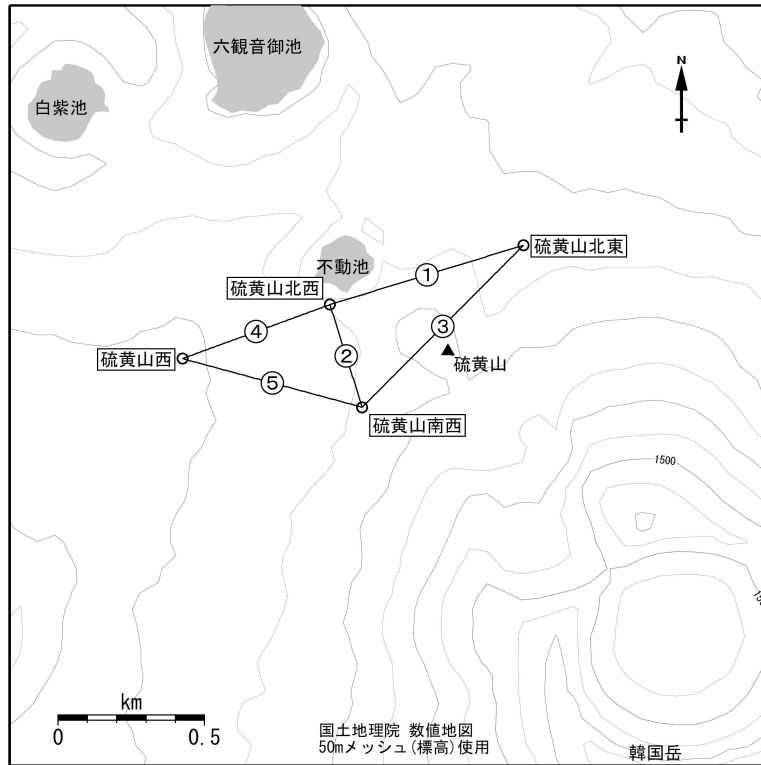 六観音御池
N
白紫池
不動池
硫黄山北東
①
硫黄山北西
③
④
硫黄山西
②
硫黄山
⑤
硫黄山南西
1500
km
0 0.5
国土地理院 数値地図
50mメッシュ(標高)使用
韓国岳